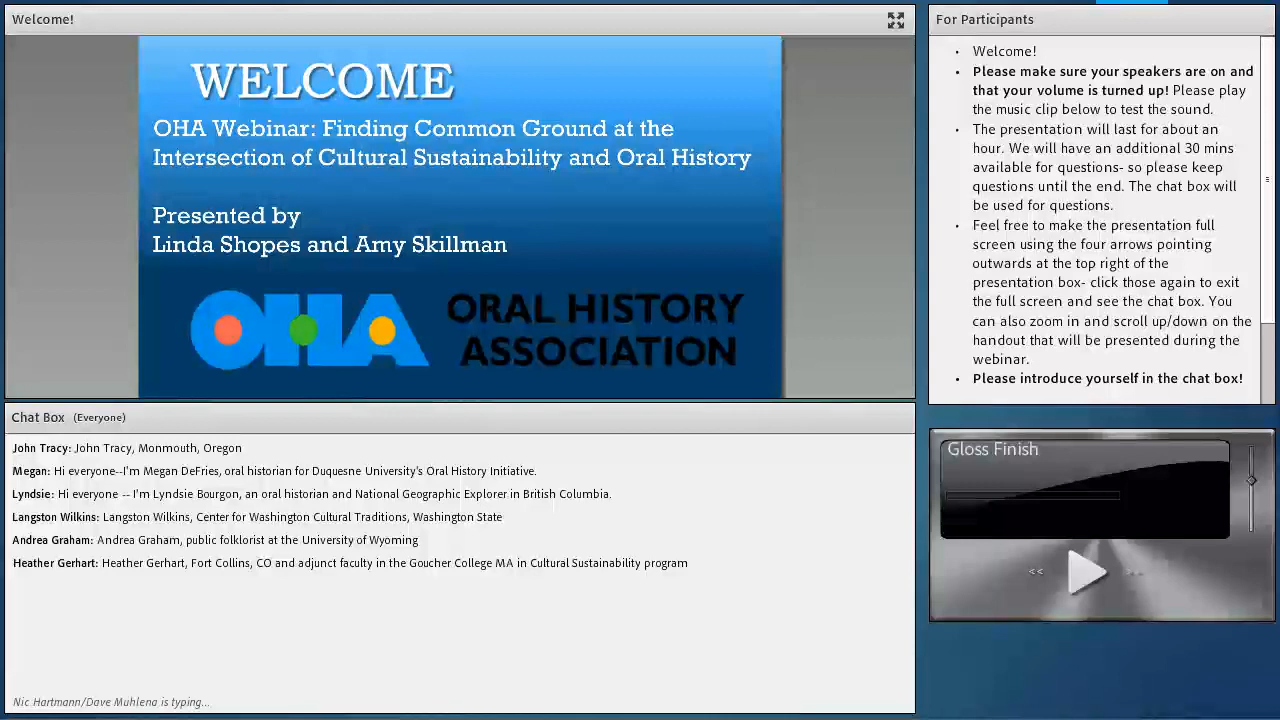 Welcome!
WELCOME
OHA Webinar: Finding Common Ground at the
Intersection of Cultural Sustainability and Oral History
Presented by
Linda Shopes and Amy Skillman
OHA
ORAL HISTORY
ASSOCIATION
Chat Box (Everyone)
John Tracy: John Tracy, Monmouth, Oregon
Megan: Hi everyone--I'm Megan DeFries, oral historian for Duquesne University's Oral History Initiative.
Lyndsie: Hi everyone -- I'm Lyndsie Bourgon, an oral historian and National Geographic Explorer in British Columbia.
Langston Wilkins: Langston Wilkins, Center for Washington Cultural Traditions, Washington State
Andrea Graham: Andrea Graham, public folklorist at the University of Wyoming
Heather Gerhart: Heather Gerhart, Fort Collins, CO and adjunct faculty in the Goucher College MA in Cultural Sustainability program
Nic Hartmann/Dave Muhlena is typing...
For Participants
• Welcome!
• Please make sure your speakers are on and
that your volume is turned up! Please play
the music clip below to test the sound.
• The presentation will last for about an
hour. We will have an additional 30 mins
available for questions- so please keep
questions until the end. The chat box will
be used for questions.
• Feel free to make the presentation full
screen using the four arrows pointing
outwards at the top right of the
presentation box- click those again to exit
the full screen and see the chat box. You
can also zoom in and scroll up/down on the
handout that will be presented during the
webinar.
• Please introduce yourself in the chat box!
Gloss Finish